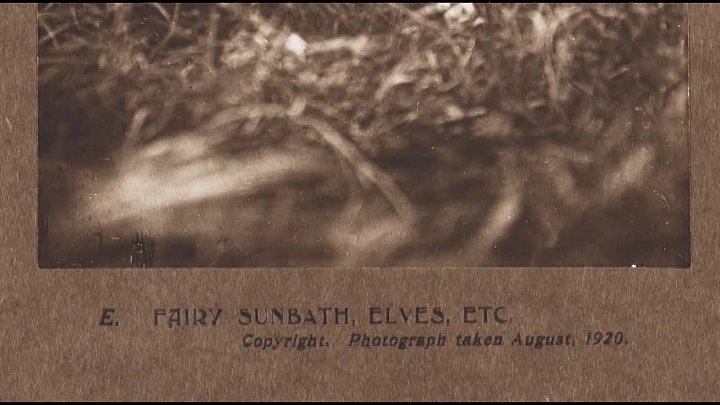 E. FAIRY SUNBATH, ELVES, ETC.
Copyright. Photograph taken August, 1920.